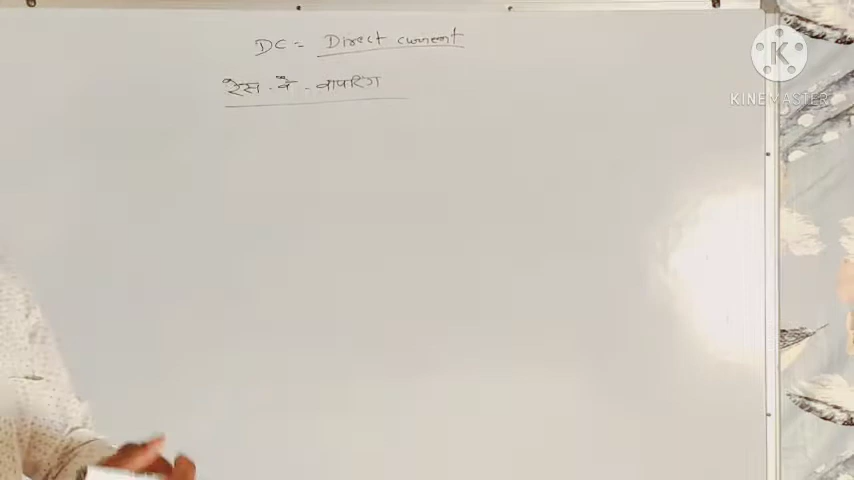 DC = Direct current
रेस - वे - वायरिंग
KINEMASTER